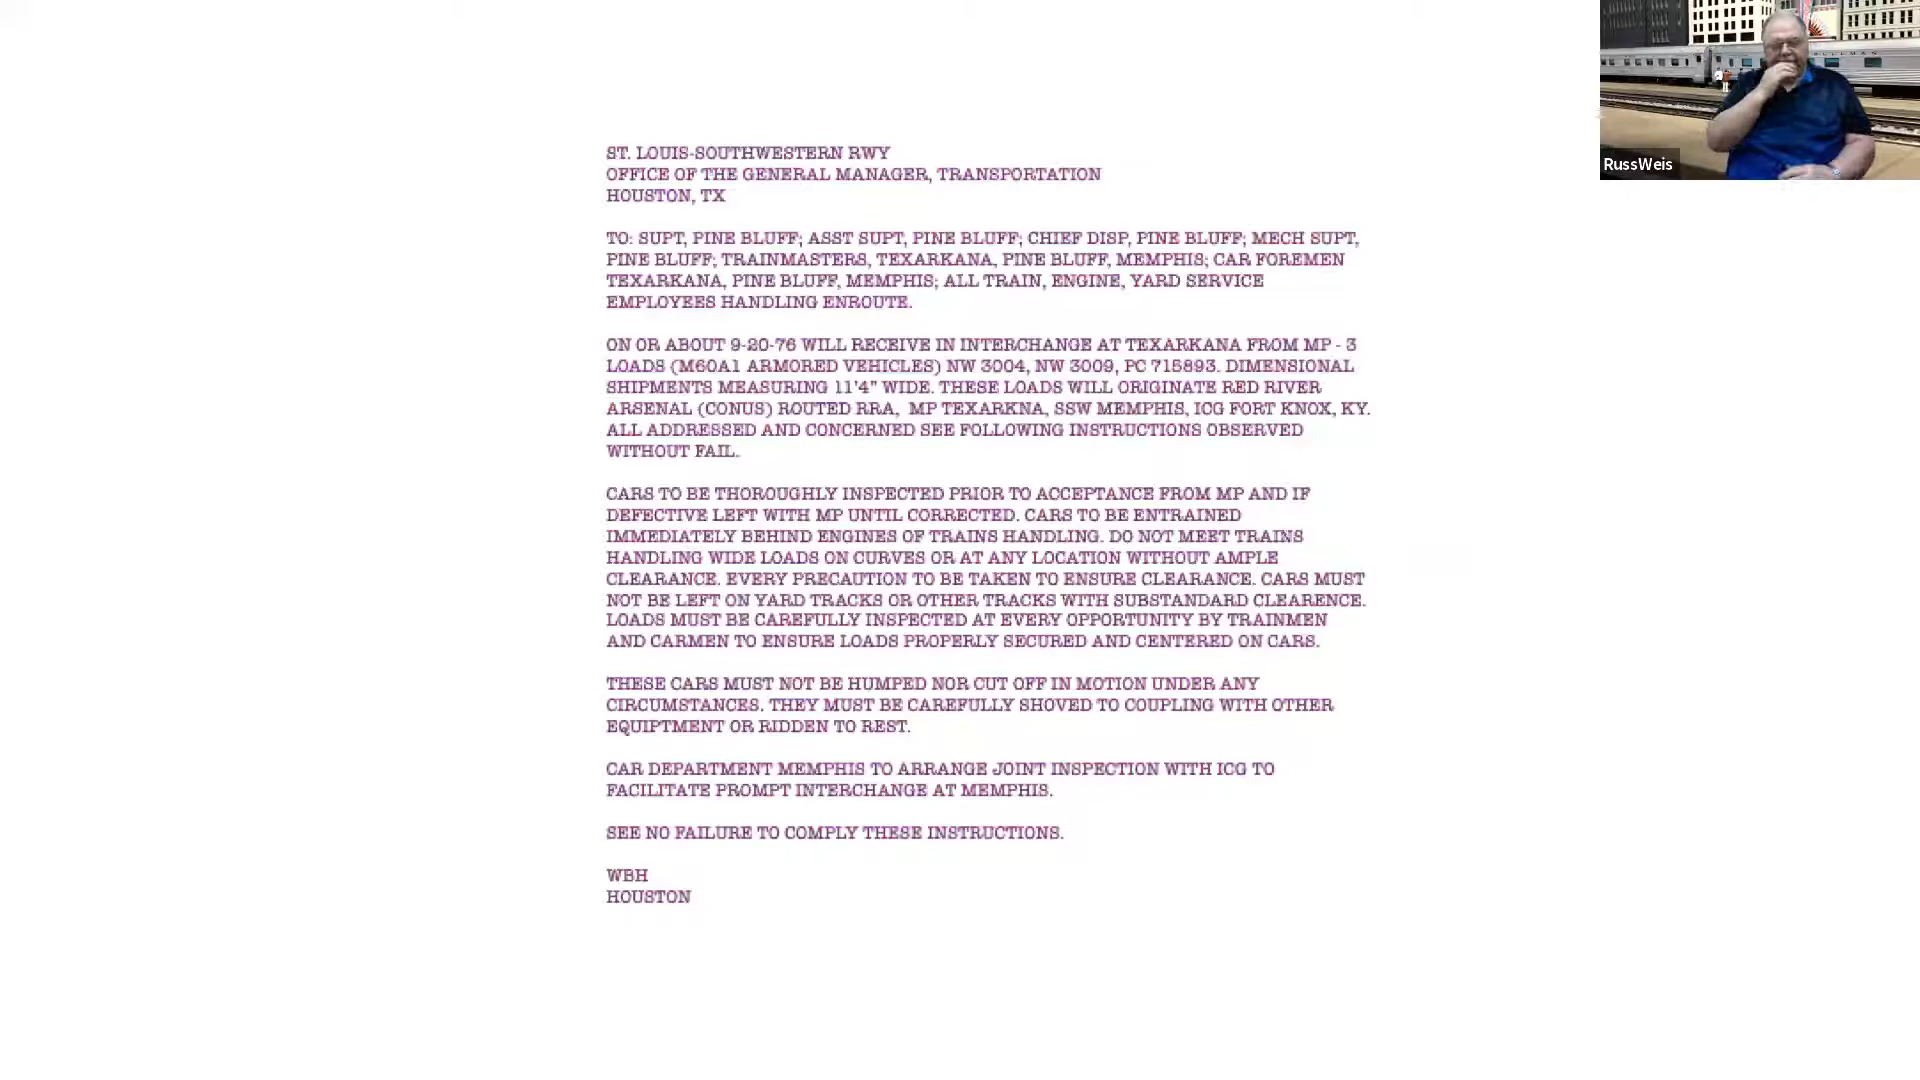 ST. LOUIS-SOUTHWESTERN RWY
OFFICE OF THE GENERAL MANAGER, TRANSPORTATION
HOUSTON, TX
TO: SUPT, PINE BLUFF; ASST SUPT, PINE BLUFF; CHIEF DISP, PINE BLUFF; MECH SUPT,
PINE BLUFF; TRAINMASTERS, TEXARKANA, PINE BLUFF, MEMPHIS; CAR FOREMEN
TEXARKANA, PINE BLUFF, MEMPHIS; ALL TRAIN, ENGINE, YARD SERVICE
EMPLOYEES HANDLING ENROUTE.
ON OR ABOUT 9-20-76 WILL RECEIVE IN INTERCHANGE AT TEXARKANA FROM MP - 3
LOADS (M60A1 ARMORED VEHICLES) NW 3004, NW 3009, PC 715893. DIMENSIONAL
SHIPMENTS MEASURING 11'4" WIDE. THESE LOADS WILL ORIGINATE RED RIVER
ARSENAL (CONUS) ROUTED RRA, MP TEXARKNA, SSW MEMPHIS, ICG FORT KNOX, KY.
ALL ADDRESSED AND CONCERNED SEE FOLLOWING INSTRUCTIONS OBSERVED
WITHOUT FAIL.
CARS TO BE THOROUGHLY INSPECTED PRIOR TO ACCEPTANCE FROM MP AND IF
DEFECTIVE LEFT WITH MP UNTIL CORRECTED. CARS TO BE ENTRAINED
IMMEDIATELY BEHIND ENGINES OF TRAINS HANDLING. DO NOT MEET TRAINS
HANDLING WIDE LOADS ON CURVES OR AT ANY LOCATION WITHOUT AMPLE
CLEARANCE. EVERY PRECAUTION TO BE TAKEN TO ENSURE CLEARANCE. CARS MUST
NOT BE LEFT ON YARD TRACKS OR OTHER TRACKS WITH SUBSTANDARD CLEARENCE.
LOADS MUST BE CAREFULLY INSPECTED AT EVERY OPPORTUNITY BY TRAINMEN
AND CARMEN TO ENSURE LOADS PROPERLY SECURED AND CENTERED ON CARS.
THESE CARS MUST NOT BE HUMPED NOR CUT OFF IN MOTION UNDER ANY
CIRCUMSTANCES. THEY MUST BE CAREFULLY SHOVED TO COUPLING WITH OTHER
EQUIPTMENT OR RIDDEN TO REST.
CAR DEPARTMENT MEMPHIS TO ARRANGE JOINT INSPECTION WITH ICG TO
FACILITATE PROMPT INTERCHANGE AT MEMPHIS.
SEE NO FAILURE TO COMPLY THESE INSTRUCTIONS.
WBH
HOUSTON
RussWeis